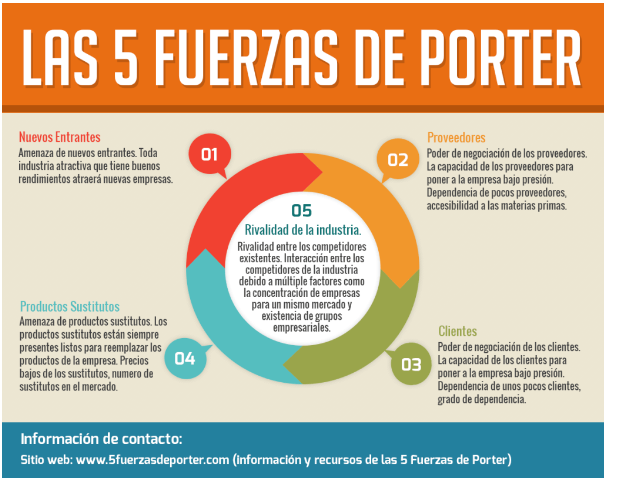 LAS 5 FUERZAS DE PORTER
Nuevos Entrantes
Amenaza de nuevos entrantes. Toda
industria atractiva que tiene buenos
rendimientos atraerá nuevas empresas.
01
02
Proveedores
Poder de negociación de los proveedores.
La capacidad de los proveedores para
poner a la empresa bajo presión.
Dependencia de pocos proveedores,
accesibilidad a las materias primas.
05
Rivalidad de la industria.
Rivalidad entre los competidores
existentes. Interacción entre los
competidores de la industria
debido a múltiple factores como
la concentración de empresas
para un mismo mercado y
existencia de grupos
empresariales.
Productos Sustitutos
Amenaza de productos sustitutos. Los
productos sustitutos están siempre
presentes listos para reemplazar los
productos de la empresa. Precios
bajos de los sustitutos, numero de
sustitutos en el mercado.
04
03
Clientes
Poder de negociación de los clientes.
La capacidad de los clientes para
poner a la empresa bajo presión.
Dependencia de unos pocos clientes,
grado de dependencia.
Información de contacto:
Sitio web: www.5fuerzasdeporter.com (Información y recursos de las 5 Fuerzas de Porter)